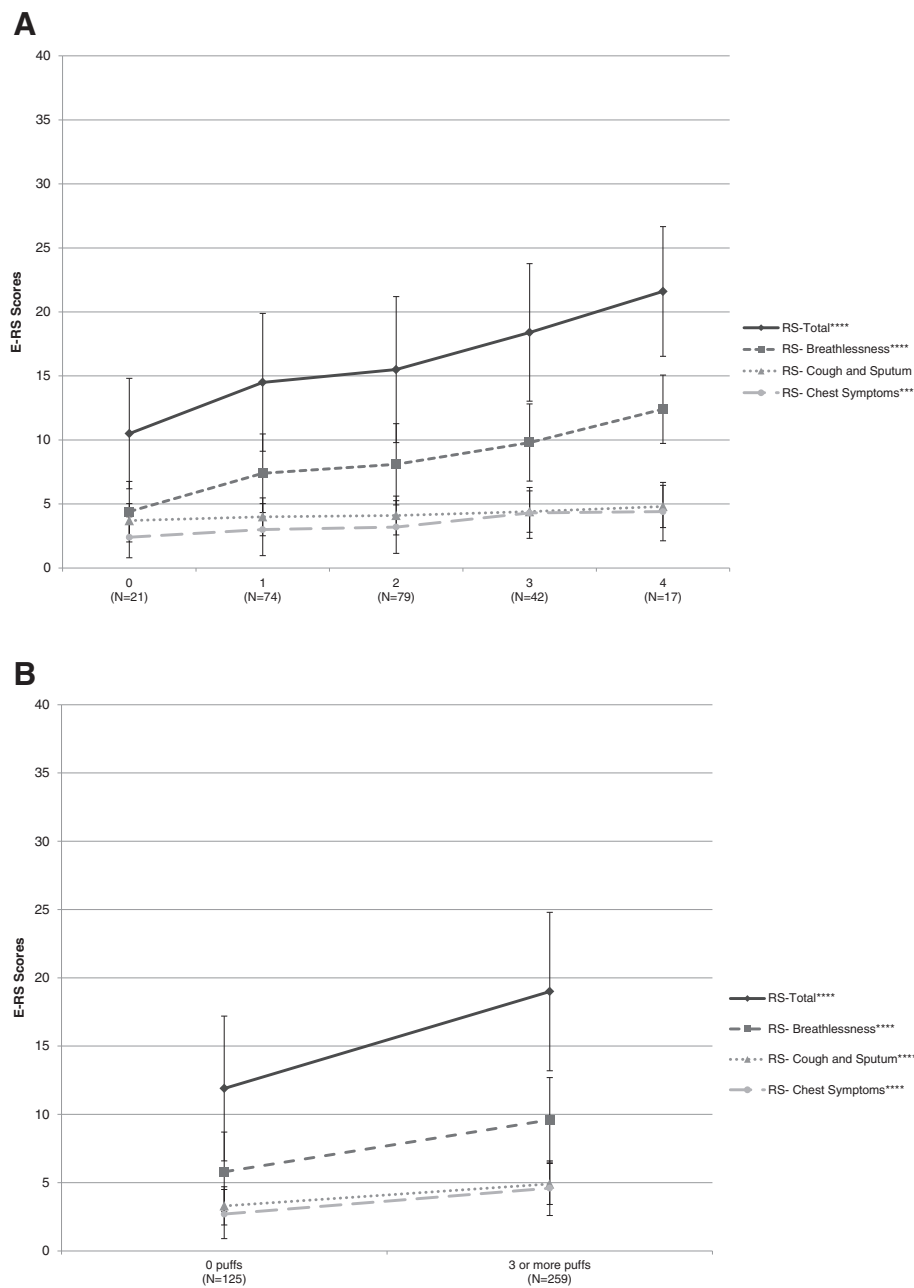 A
40
35
30
25
20
15
10
5
0
E-RS Scores
0
(N=21)
1
(N=74)
2
(N=79)
3
(N=42)
4
(N=17)
RS-Total****
RS- Breathlessness****
RS- Cough and Sputum
RS- Chest Symptoms***
B
40
35
30
25
20
15
10
5
0
E-RS Scores
0 puffs
(N=125)
3 or more puffs
(N=259)
RS-Total****
RS- Breathlessness****
RS- Cough and Sputum****
RS- Chest Symptoms****